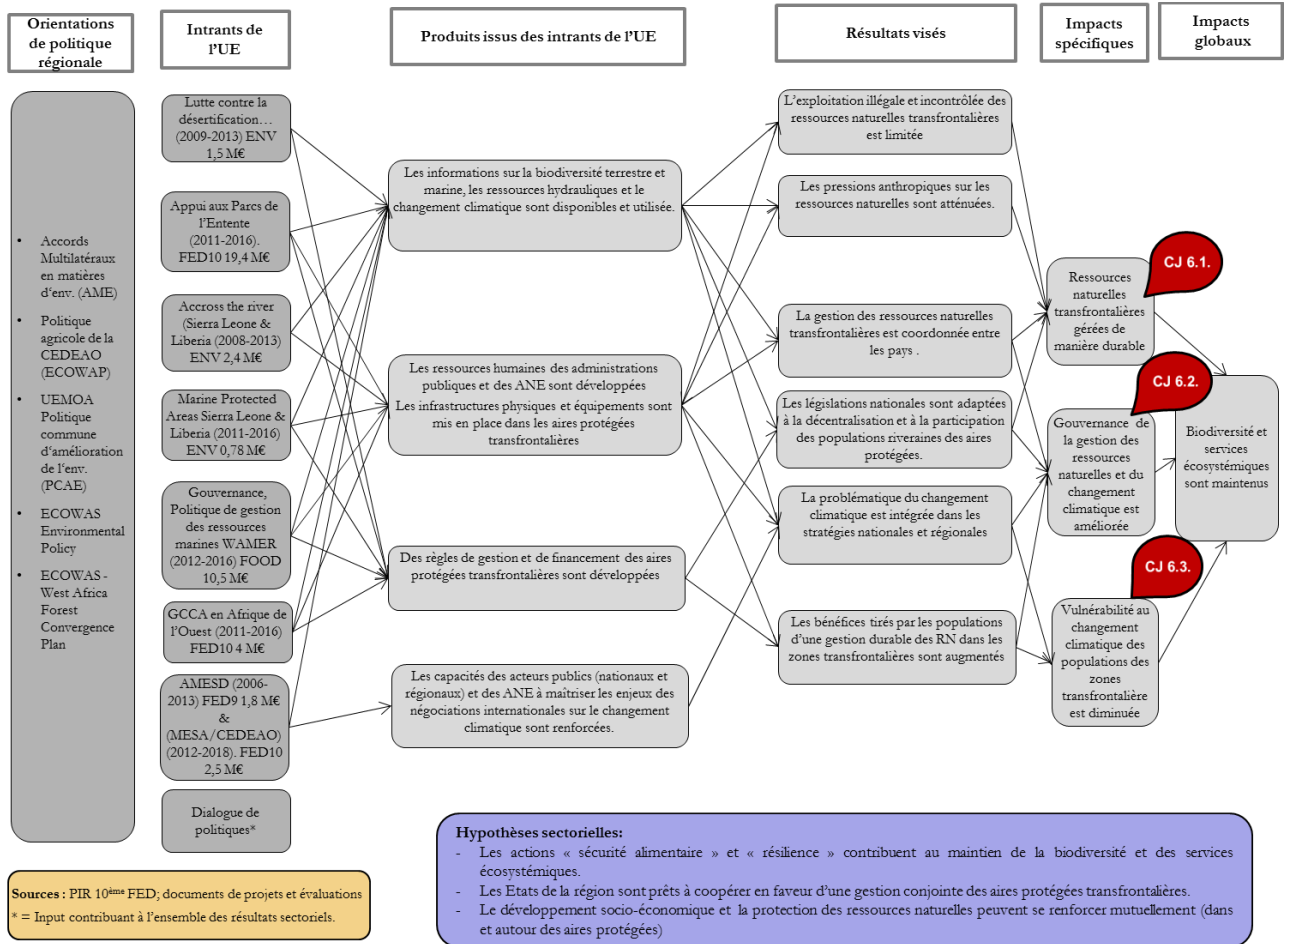 Orientations
de politique
régionale
Intrants de
l'UE
Produits issus des intrants de l'UE
Résultats visés
Impacts
spécifiques
Impacts
globaux
• Accords
Multilatéraux
en matières
d'env. (AME)
• Politique
agricole de la
CEDEAO
(ECOWAP)
• UEMOA
Politique
commune
d'amélioration
de l'env.
(PCAE)
• ECOWAS
Environmental
Policy
• ECOWAS -
West Africa
Forest
Convergence
Plan
Lutte contre la
désertification…
(2009-2013) ENV
1,5 M€
Appui aux Parcs de
l'Entente
(2011-2016).
FED10 19,4 M€
Accross the river
(Sierra Leone &
Liberia (2008-2013)
ENV 2,4 M€
Marine Protected
Areas Sierra Leone &
Liberia (2011-2016)
ENV 0,78 M€
Gouvernance,
Politique de gestion
des ressources
marines WAMER
(2012-2016) FOOD
10,5 M€
GCCA en Afrique de
l'Ouest (2011-2016)
FED10 4 M€
AMESD (2006-
2013) FED9 1,8 M€
&
(MESA/CEDEAO)
(2012-2018). FED10
2,5 M€
Dialogue de
politiques*
Les informations sur la biodiversité terrestre et
marine, les ressources hydrauliques et le
changement climatique sont disponibles et utilisée.
Les ressources humaines des administrations
publiques et des ANE sont développées
Les infrastructures physiques et équipements sont
mis en place dans les aires protégées
transfrontalières
Des règles de gestion et de financement des aires
protégées transfrontalières sont développées
Les capacités des acteurs publics (nationaux et
régionaux) et des ANE à maîtriser les enjeux des
négociations internationales sur le changement
climatique sont renforcées.
L'exploitation illégale et incontrôlée des
ressources naturelles transfrontalières
est limitée
Les pressions anthropiques sur les
ressources naturelles sont atténuées.
La gestion des ressources naturelles
transfrontalières est coordonnée entre
les pays .
Les législations nationales sont adaptées
à la décentralisation et à la participation
des populations riveraines des aires
protégées.
La problématique du changement
climatique est intégrée dans les
stratégies nationales et régionales
Les bénéfices tirés par les populations
d'une gestion durable des RN dans les
zones transfrontalières sont augmentés
CJ 6.1.
Ressources
naturelles
transfrontalières
gérées de
manière durable
CJ 6.2.
Gouvernance de
la gestion des
ressources
naturelles et du
changement
climatique est
améliorée
CJ 6.3.
Vulnérabilité au
changement
climatique des
populations des
zones
transfrontalière
est diminuée
Biodiversité et
services
écosystémiques
sont maintenus
Sources : PIR 10ème FED; documents de projets et évaluations
* = Input contribuant à l'ensemble des résultats sectoriels.
Hypothèses sectorielles:
- Les actions « sécurité alimentaire » et « résilience » contribuent au maintien de la biodiversité et des services
écosystémiques.
- Les Etats de la région sont prêts à coopérer en faveur d'une gestion conjointe des aires protégées transfrontalières.
- Le développement socio-économique et la protection des ressources naturelles peuvent se renforcer mutuellement (dans
et autour des aires protégées)